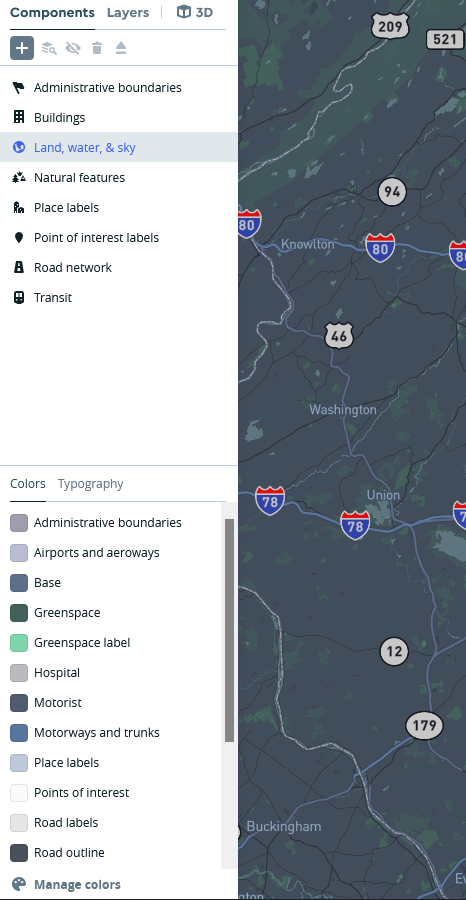 Components Layers 3D
Administrative boundaries
Buildings
Land, water, & sky
Natural features
Place labels
Point of interest labels
Road network
Transit
Colors Typography
Administrative boundaries
Airports and aeroways
Base
Greenspace
Greenspace label
Hospital
Motorist
Motorways and trunks
Place labels
Points of interest
Road labels
Road outline
Manage colors
209
521
94
80
Knowlton
80
80
46
Washington
78
Union
78
12
179
Buckingham